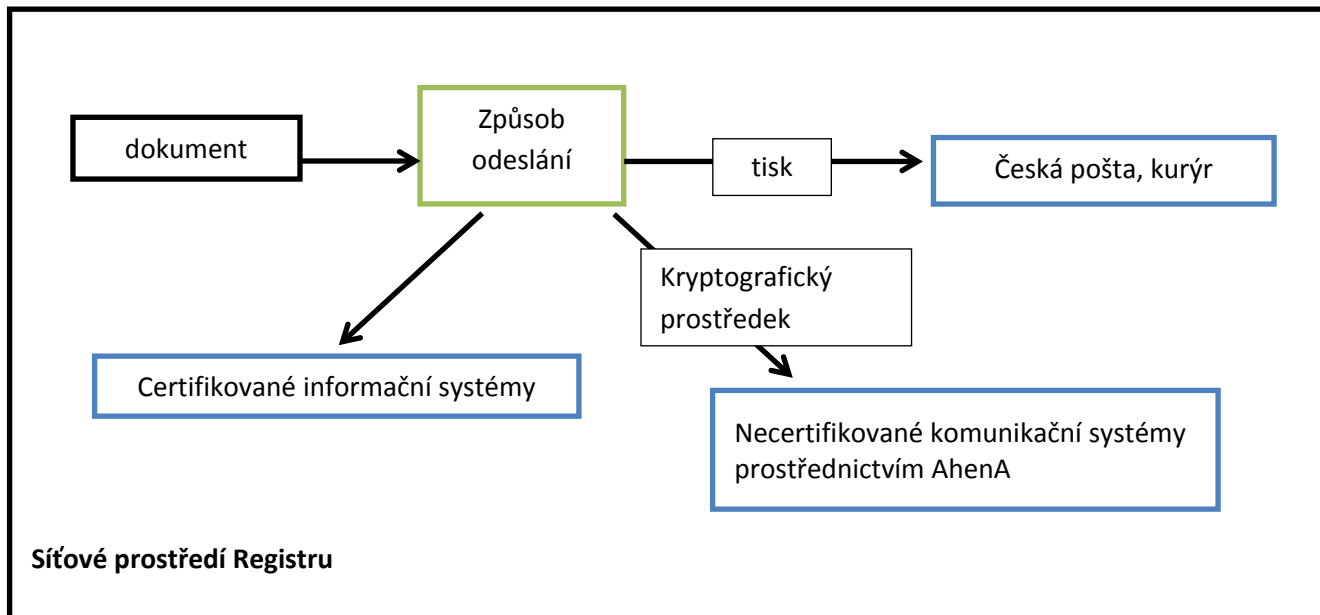 dokument
Způsob
odeslání
tisk
Česká pošta, kurýr
Kryptografický
prostředek
Certifikované informační systémy
Necertifikované komunikační systémy
prostřednictvím AhenA
Síťové prostředí Registru